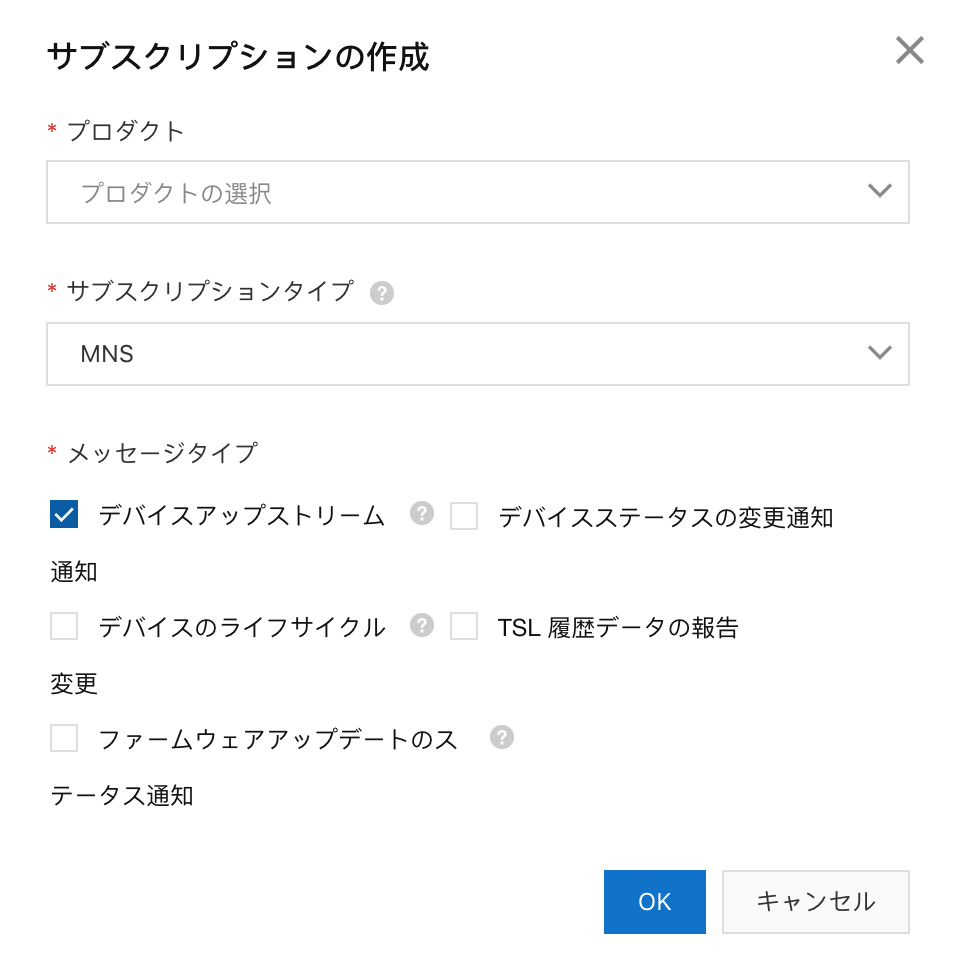 サブスクリプションの作成
* プロダクト
プロダクトの選択
* サブスクリプションタイプ ?
MNS
* メッセージタイプ
デバイスアップストリーム ? デバイスステータスの変更通知
通知
デバイスのライフサイクル ? TSL 履歴データの報告
変更
ファームウェアアップデートのス ?
テータス通知
OK キャンセル